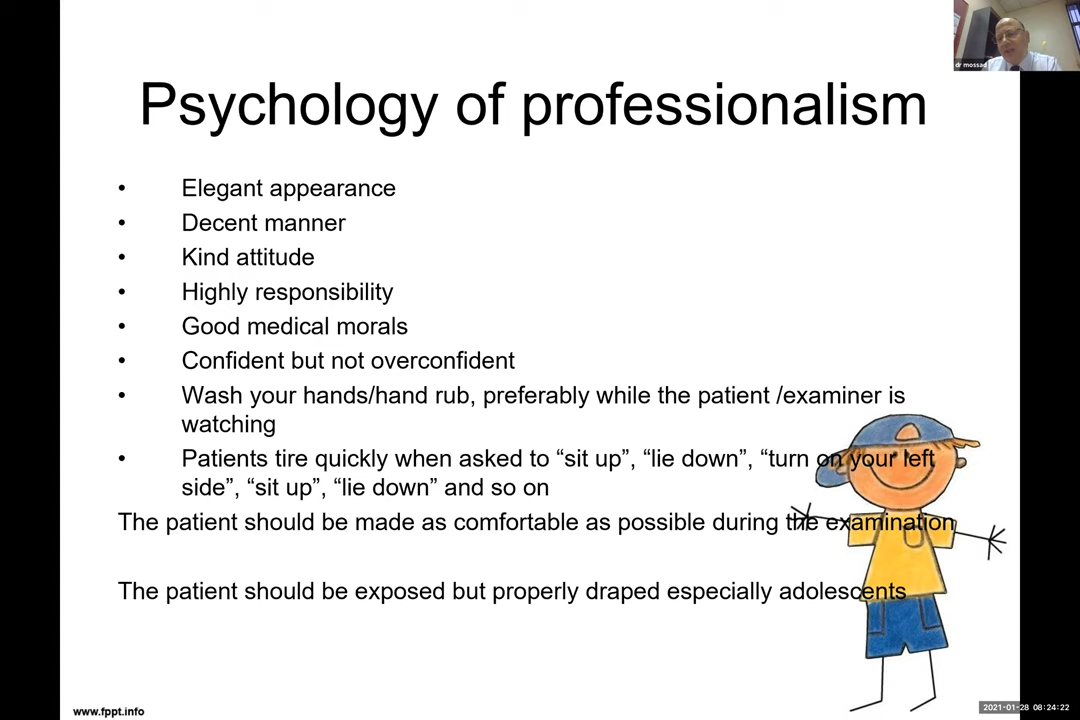 dr mossad
Psychology of professionalism
• Elegant appearance
• Decent manner
• Kind attitude
• Highly responsibility
• Good medical morals
• Confident but not overconfident
• Wash your hands/hand rub, preferably while the patient /examiner is
watching
• Patients tire quickly when asked to “sit up”, “lie down”, “turn on your left
side”, “sit up”, “lie down” and so on
The patient should be made as comfortable as possible during the examination
The patient should be exposed but properly draped especially adolescents
www.fppt.info
2021-01-28 08:24:22